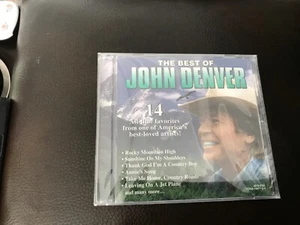 THE BEST OF
JOHN DENVER
14
All-time favorites
from one of America's
best-loved artists!
• Rocky Mountain High
• Sunshine On My Shoulders
• Thank God I'm A Country Boy
• Annie's Song
• Take Me Home, Country Roads
• Leaving On A Jet Plane
and many more...